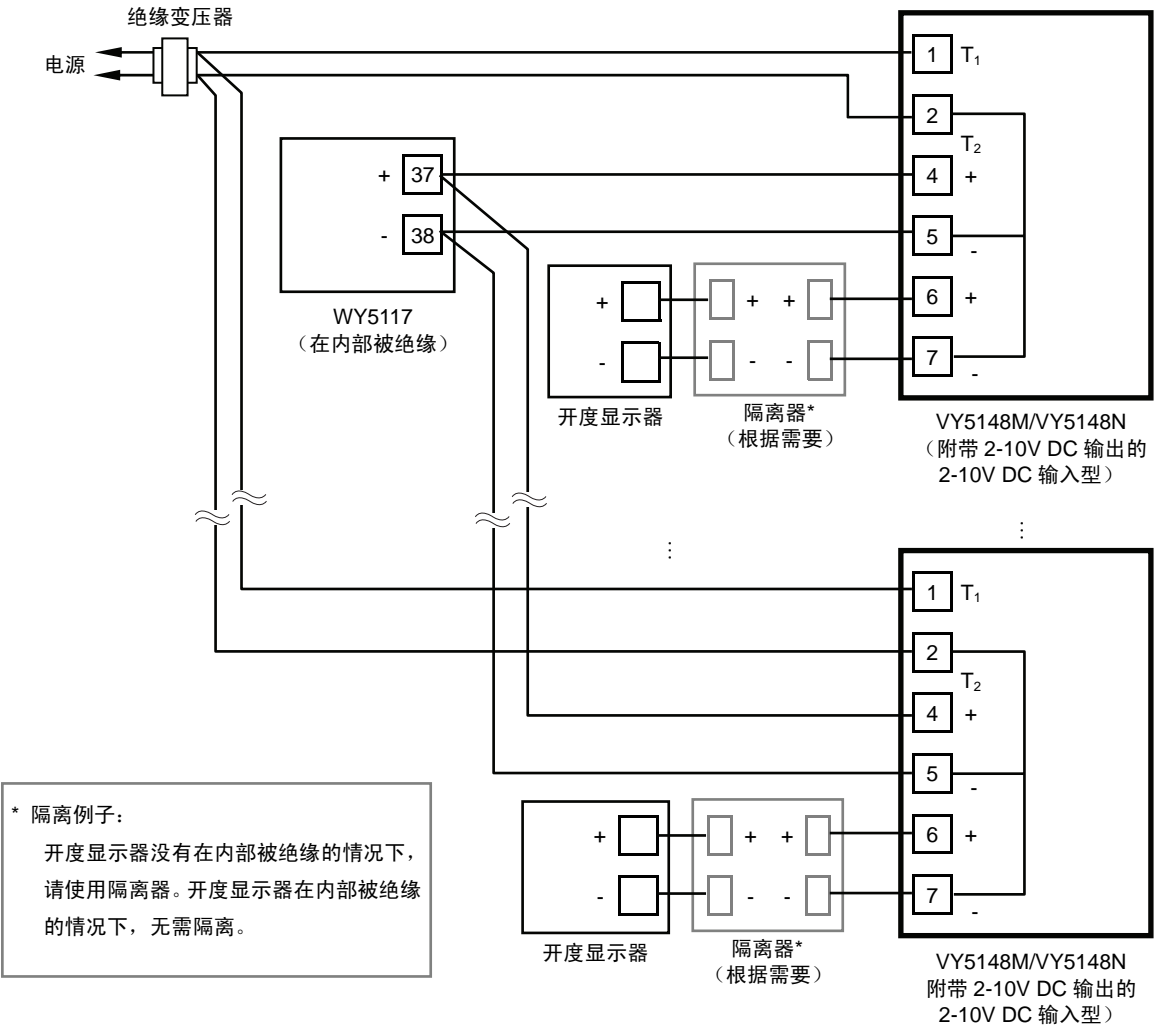 绝缘变压器
电源
1 T₁
2
T₂
+ 37
4 +
- 38
5
-
WY5117
（在内部被绝缘）
+ + + 6 +
- - - 7
-
开度显示器
隔离器*
（根据需要）
VY5148M/VY5148N
（附带 2-10V DC 输出的
2-10V DC 输入型）
⋮
⋮
1 T₁
2
T₂
4 +
5
-
+ + + 6 +
- - - 7
-
开度显示器
隔离器*
（根据需要）
VY5148M/VY5148N
附带 2-10V DC 输出的
2-10V DC 输入型）
* 隔离例子：
开度显示器没有在内部被绝缘的情况下，
请使用隔离器。开度显示器在内部被绝缘
的情况下，无需隔离。